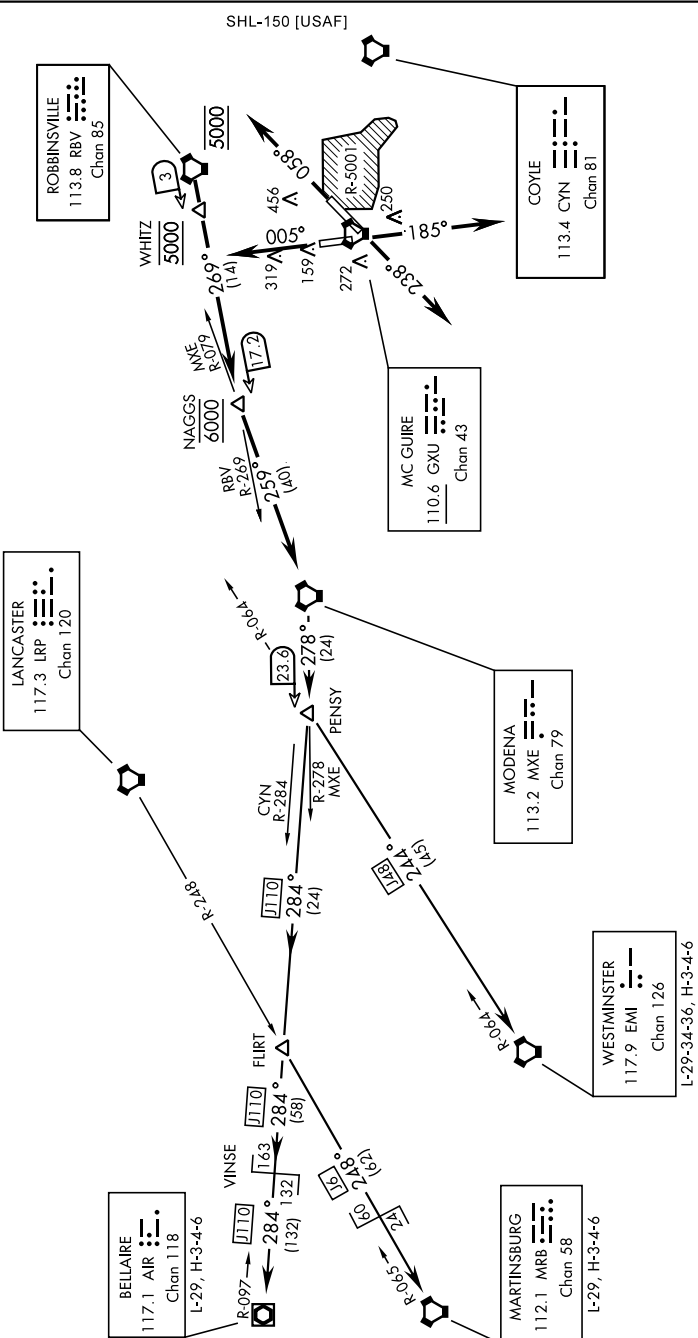 SHL-150 [USAF]
ROBBINSVILLE
113.8 RBV
Chan 85
3
WHITZ
5000
5000
058°
R-5001
456
005°
319
159
272
250
185°
238°
COYLE
113.4 CYN
Chan 81
269°
(14)
MXE
R-079
17.2
NAGGS
6000
RBV
R-269
259°
(40)
MC GUIRE
110.6 GXU
Chan 43
LANCASTER
117.3 LRP
Chan 120
R-064
278°
(24)
23.6
PENSY
MODENA
113.2 MXE
Chan 79
CYN
R-284
R-278
MXE
R-248
J110
284°
(24)
J48
244°
(45)
R-064
WESTMINSTER
117.9 EMI
Chan 126
L-29-34-36, H-3-4-6
FLIRT
J110
284°
(58)
VINSE
163
132
J110
284°
(132)
R-097
BELLAIRE
117.1 AIR
Chan 118
L-29, H-3-4-6
J6
248°
(62)
60
24
R-065
MARTINSBURG
112.1 MRB
Chan 58
L-29, H-3-4-6